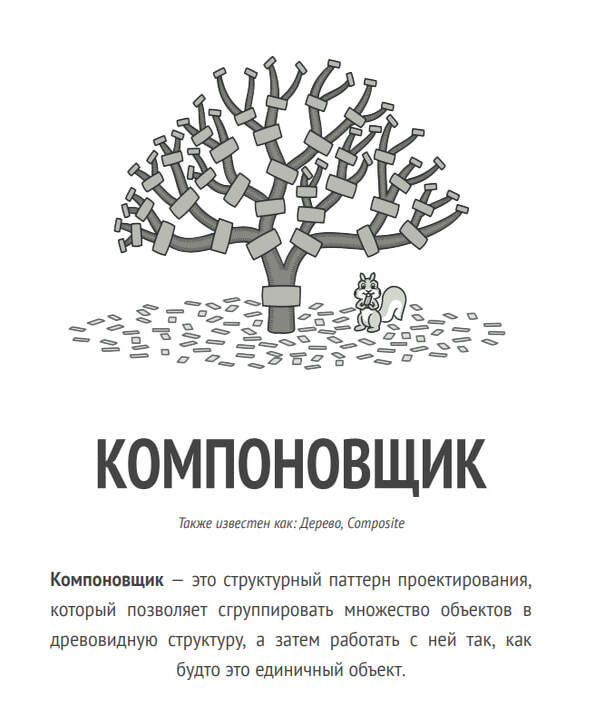 КОМПОНОВЩИК
Также известен как: Дерево, Composite
Компоновщик — это структурный паттерн проектирования,
который позволяет сгруппировать множество объектов в
древовидную структуру, а затем работать с ней так, как
будто это единичный объект.